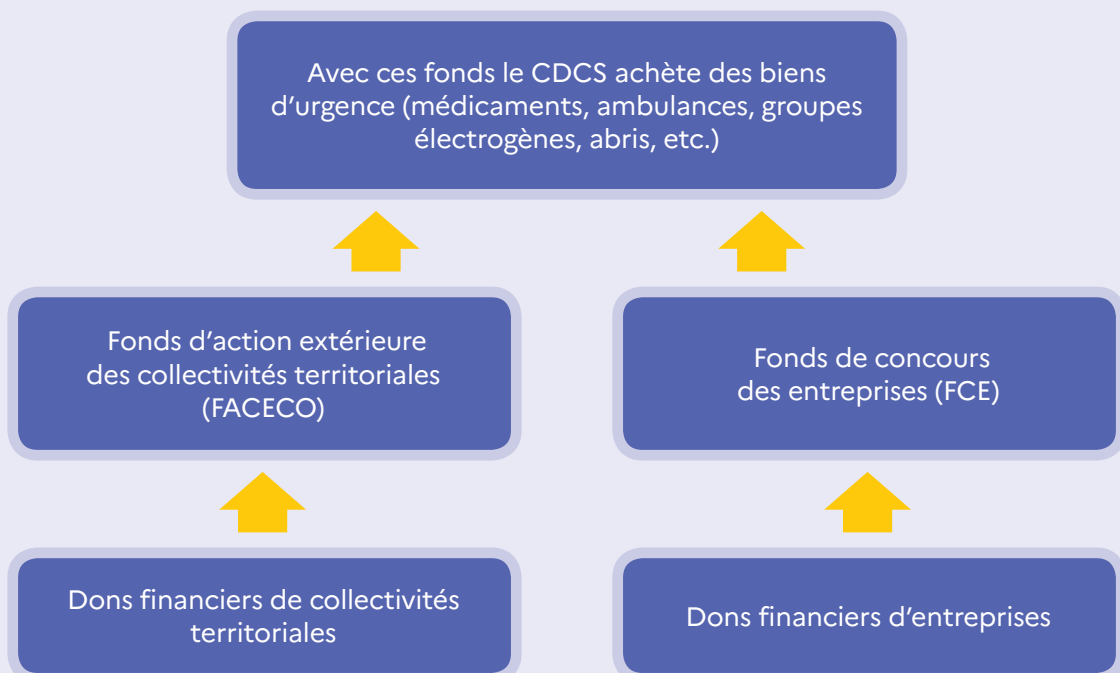 Avec ces fonds le CDCS achète des biens
d’urgence (médicaments, ambulances, groupes
électrogènes, abris, etc.)
Fonds d’action extérieure
des collectivités territoriales
(FACECO)
Fonds de concours
des entreprises (FCE)
Dons financiers de collectivités
territoriales
Dons financiers d’entreprises